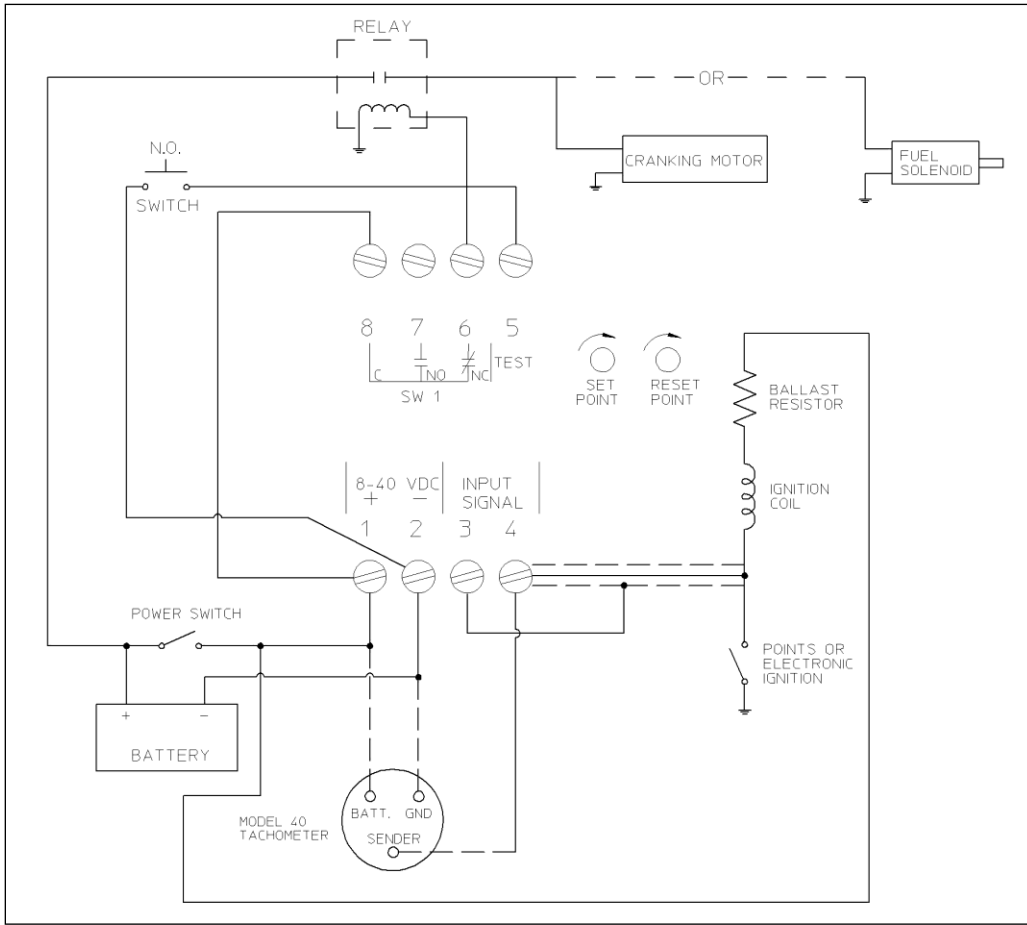 RELAY
OR
N.O.
SWITCH
CRANKING MOTOR
FUEL
SOLENOID
8 7 6 5
C NO NC TEST
SW 1
SET
POINT
RESET
POINT
BALLAST
RESISTOR
8-40 VDC
+ -
INPUT
SIGNAL
1 2 3 4
IGNITION
COIL
POWER SWITCH
POINTS OR
ELECTRONIC
IGNITION
+ -
BATTERY
MODEL 40
TACHOMETER
BATT. GND
SENDER